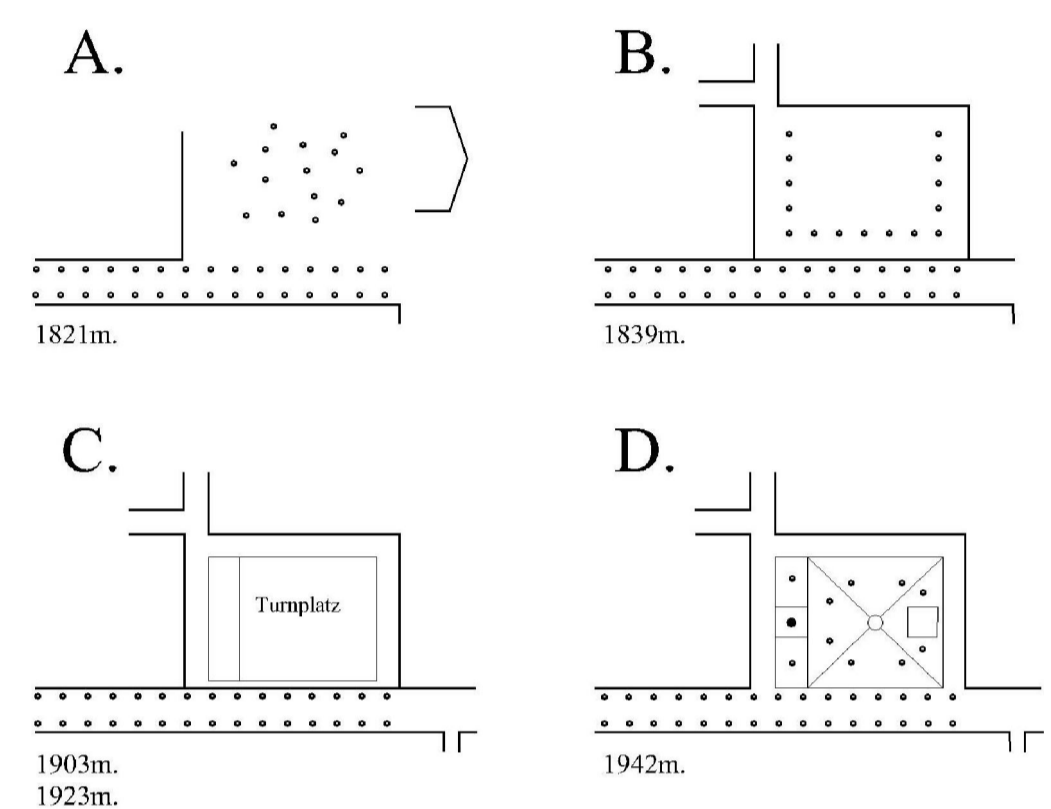 A.
B.
1821m.
1839m.
C.
D.
Turnplatz
1903m.
1923m.
1942m.